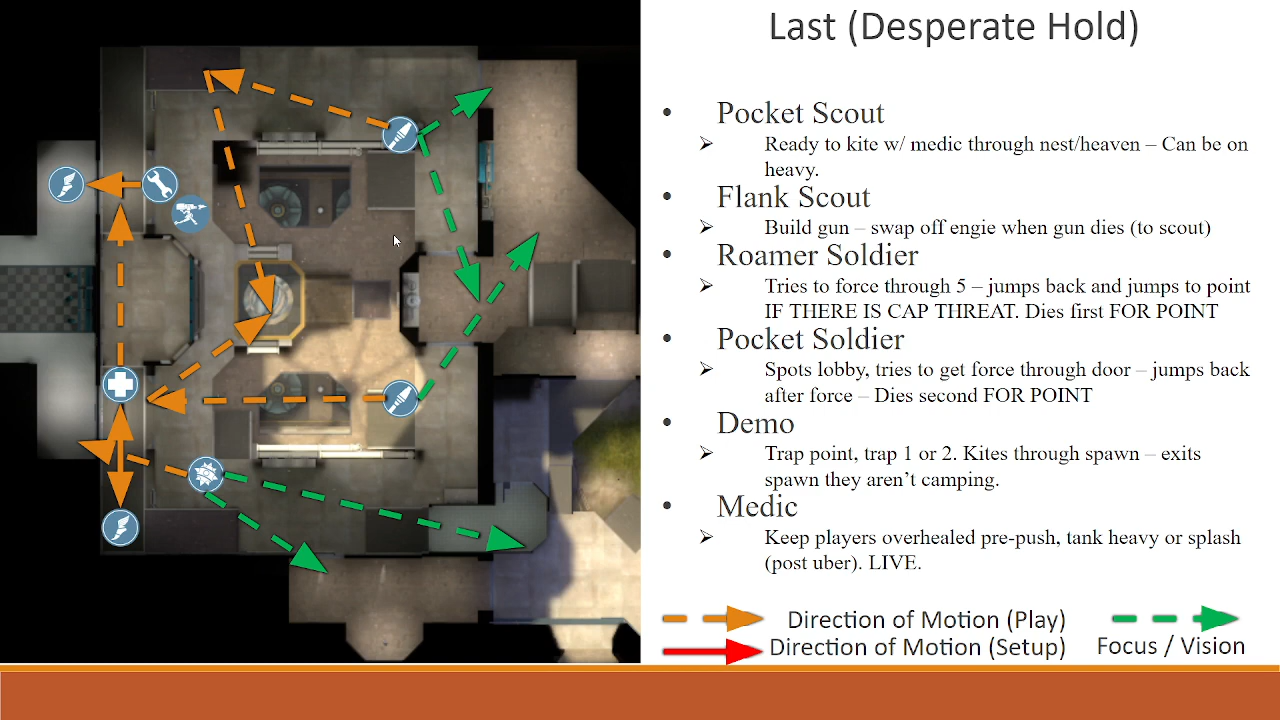 Last (Desperate Hold)
• Pocket Scout
➢ Ready to kite w/ medic through nest/heaven – Can be on
heavy.
• Flank Scout
➢ Build gun – swap off engie when gun dies (to scout)
• Roamer Soldier
➢ Tries to force through 5 – jumps back and jumps to point
IF THERE IS CAP THREAT. Dies first FOR POINT
• Pocket Soldier
➢ Spots lobby, tries to get force through door – jumps back
after force – Dies second FOR POINT
• Demo
➢ Trap point, trap 1 or 2. Kites through spawn – exits
spawn they aren’t camping.
• Medic
➢ Keep players overhealed pre-push, tank heavy or splash
(post uber). LIVE.
Direction of Motion (Play)
Direction of Motion (Setup)
Focus / Vision